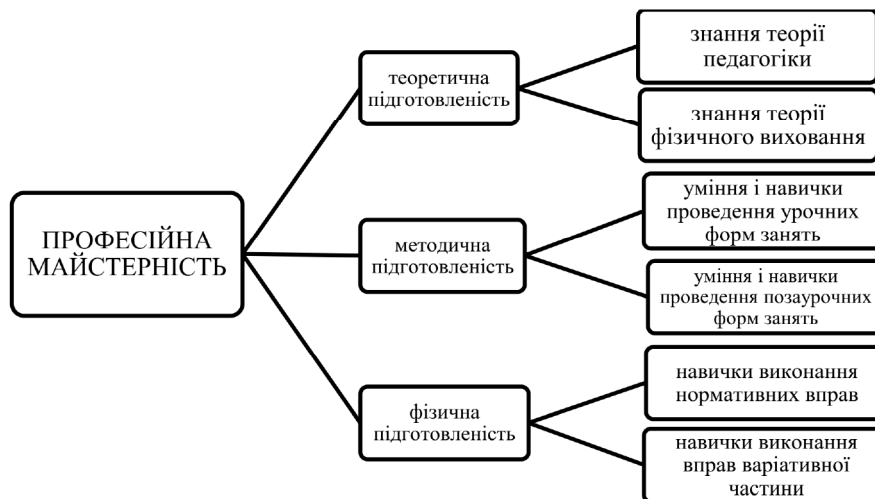 ПРОФЕСІЙНА
МАЙСТЕРНІСТЬ
теоретична
підготовленість
знання теорії
педагогіки
знання теорії
фізичного виховання
методична
підготовленість
уміння і навички
проведення урочних
форм занять
уміння і навички
проведення позаурочних
форм занять
фізична
підготовленість
навички виконання
нормативних вправ
навички виконання
вправ варіативної
частини